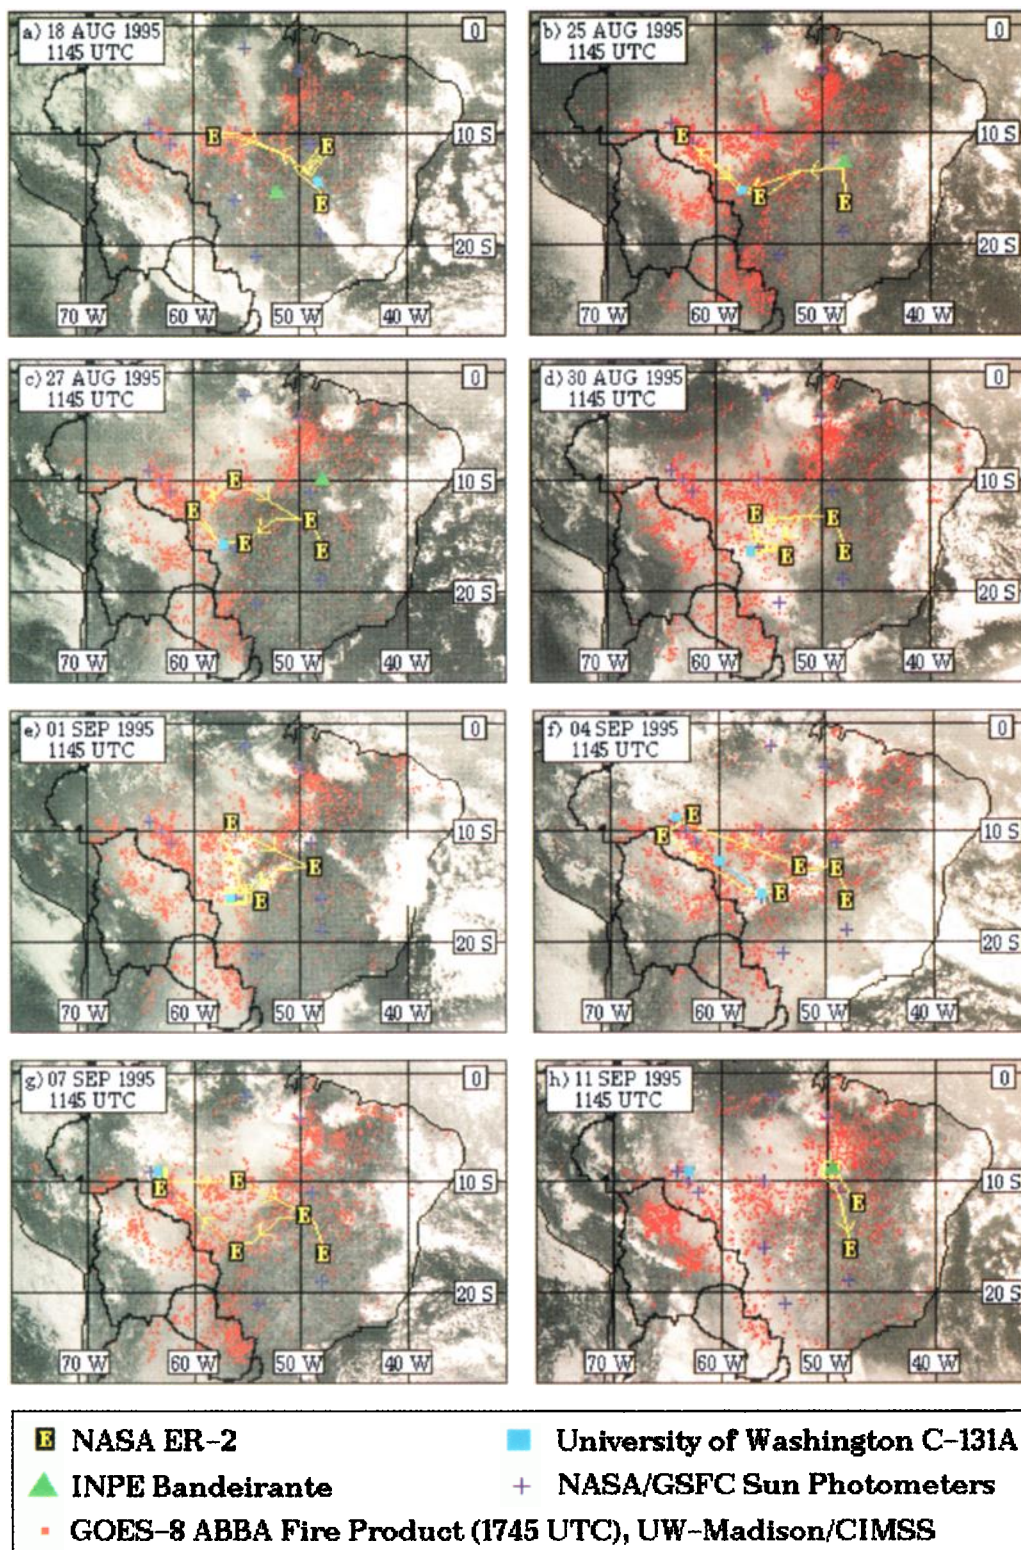 a) 18 AUG 1995
1145 UTC
0
E
E
10 S
E
20 S
70 W
60 W
50 W
40 W
b) 25 AUG 1995
1145 UTC
0
E
10 S
E
E
20 S
70 W
60 W
50 W
40 W
c) 27 AUG 1995
1145 UTC
0
E
10 S
E
E
E
E
20 S
70 W
60 W
50 W
40 W
d) 30 AUG 1995
1145 UTC
0
10 S
E
E
E
E
20 S
70 W
60 W
50 W
40 W
e) 01 SEP 1995
1145 UTC
0
E
10 S
E
E
20 S
70 W
60 W
50 W
40 W
f) 04 SEP 1995
1145 UTC
0
E
E
10 S
E
E
E
E
20 S
70 W
60 W
50 W
40 W
g) 07 SEP 1995
1145 UTC
0
E
E
10 S
E
E
E
20 S
70 W
60 W
50 W
40 W
h) 11 SEP 1995
1145 UTC
0
10 S
E
E
20 S
70 W
60 W
50 W
40 W
E NASA ER-2
University of Washington C-131A
INPE Bandeirante
NASA/GSFC Sun Photometers
GOES-8 ABBA Fire Product (1745 UTC), UW-Madison/CIMSS